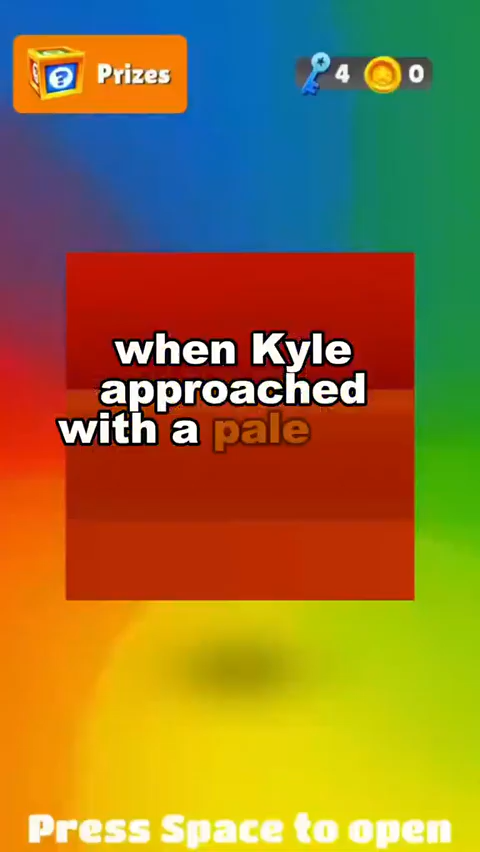 Prizes
4
0
when Kyle
approached
with a pale
Press Space to open